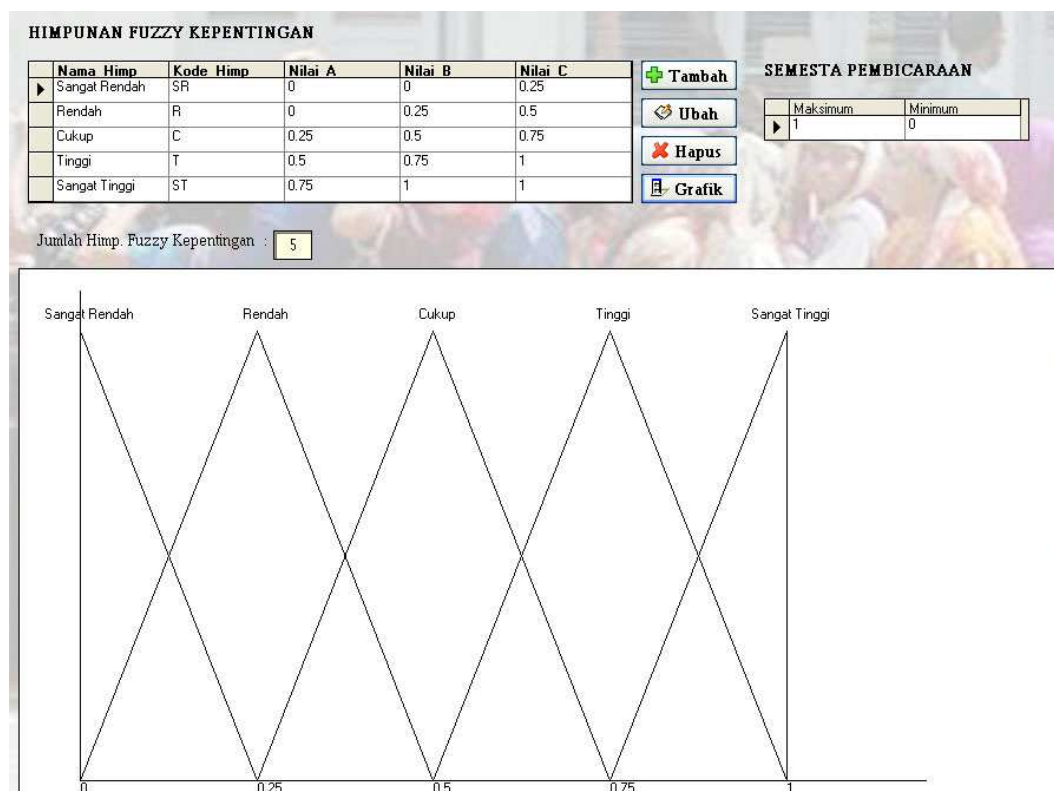 HIMPUNAN FUZZY KEPENTINGAN
Nama Himp Kode Himp Nilai A Nilai B Nilai C
Sangat Rendah SR 0 0 0.25
Rendah R 0 0.25 0.5
Cukup C 0.25 0.5 0.75
Tinggi T 0.5 0.75 1
Sangat Tinggi ST 0.75 1 1
Tambah
Ubah
Hapus
Grafik
SEMESTA PEMBICARAAN
Maksimum Minimum
1 0
Jumlah Himp. Fuzzy Kepentingan : 5
Sangat Rendah Rendah Cukup Tinggi Sangat Tinggi
0 0.25 0.5 0.75 1